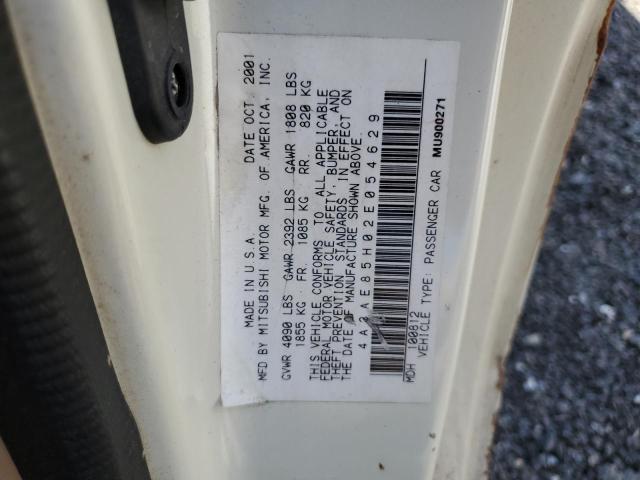 MADE IN U S A DATE OCT. 2001
MFD BY MITSUBISHI MOTOR MFG. OF AMERICA, INC.
GVWR 4090 LBS GAWR 2392 LBS GAWR 1808 LBS
1855 KG FR. 1085 KG RR. 820 KG
THIS VEHICLE CONFORMS TO ALL APPLICABLE
FEDERAL MOTOR VEHICLE SAFETY, BUMPER, AND
THEFT PREVENTION STANDARDS IN EFFECT ON
THE DATE OF MANUFACTURE SHOWN ABOVE.
4A3AE85H02E054629
MDH 100812
VEHICLE TYPE: PASSENGER CAR MU900271